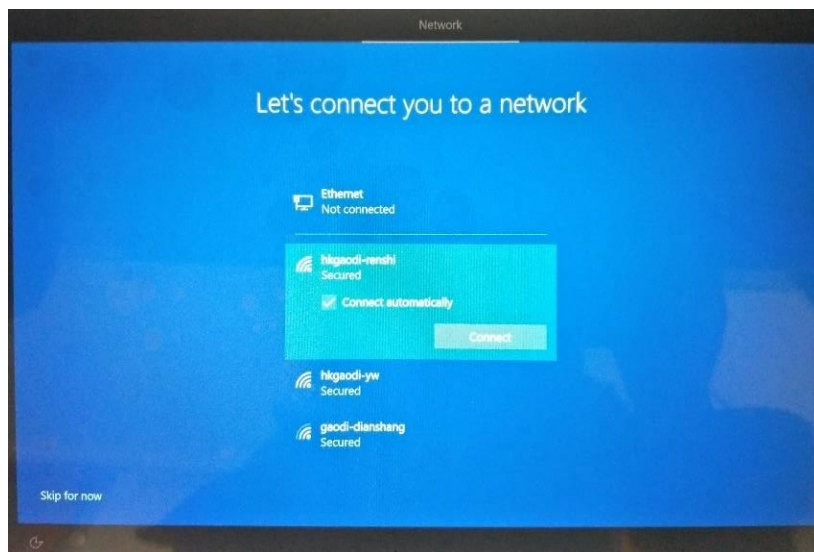 Network
Let's connect you to a network
Ethernet
Not connected
hkgaodi-renshi
Secured
Connect automatically
Connect
hkgaodi-yw
Secured
gaodi-dianshang
Secured
Skip for now